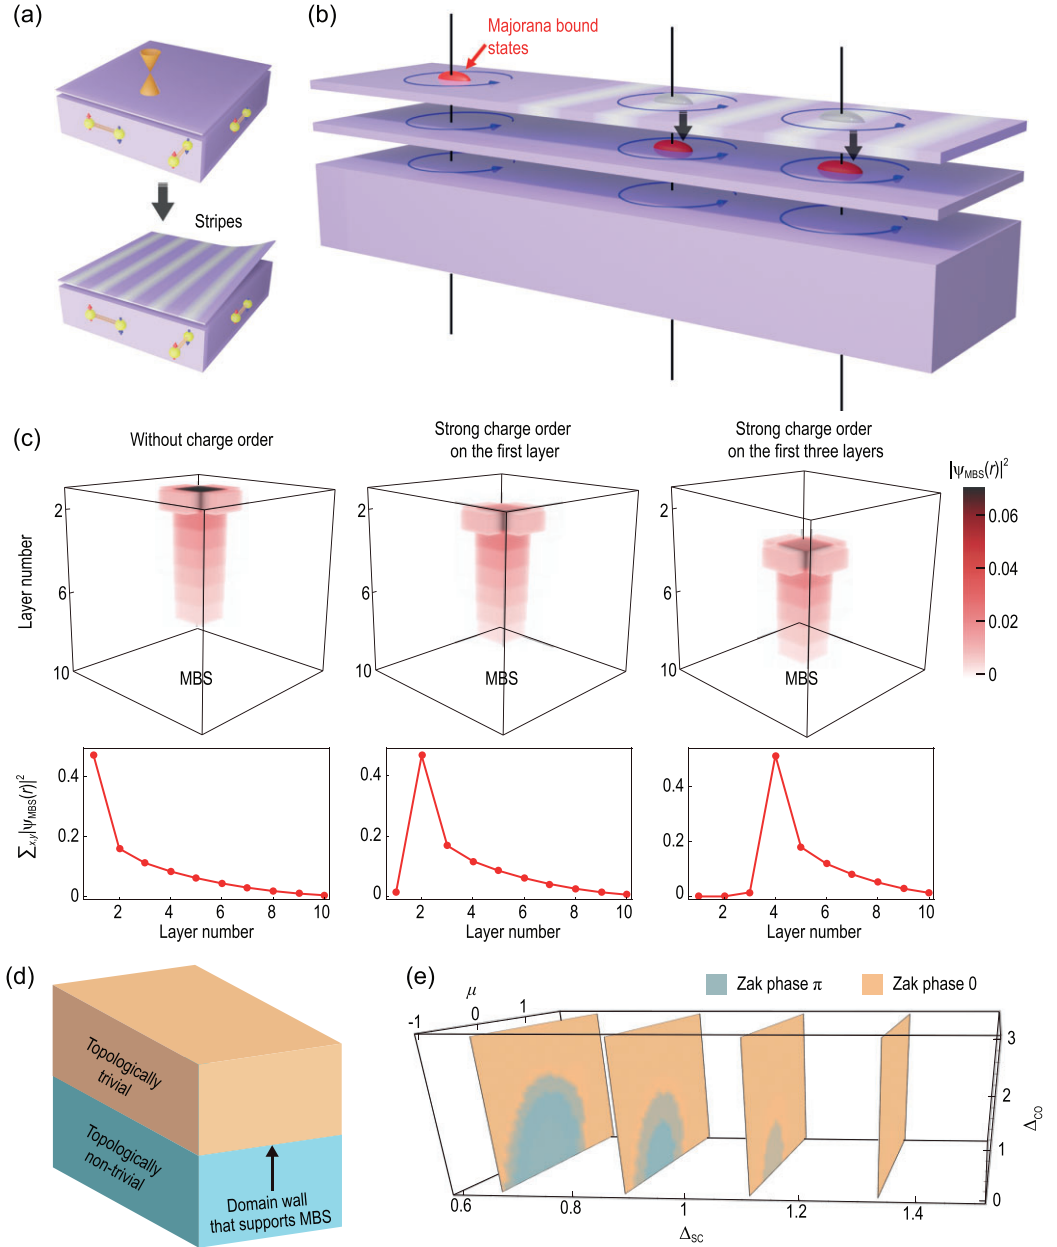 (a)
Stripes
(b)
Majorana bound
states
(c)
Without charge order
Strong charge order
on the first layer
Strong charge order
on the first three layers
|ψMBS(r)|²
0.06
0.04
0.02
0
Layer number
2
6
10
MBS
2
6
10
MBS
2
6
10
MBS
∑x,y|ψMBS(r)|²
0.4
0.2
0
2 4 6 8 10
Layer number
0.4
0.2
0
2 4 6 8 10
Layer number
0.4
0.2
0
2 4 6 8 10
Layer number
(d)
Topologically
trivial
Topologically
non-trivial
Domain wall
that supports MBS
(e)
Zak phase π
Zak phase 0
μ
-1 0 1
3
2
1
0
ΔCO
0.6 0.8 1 1.2 1.4
ΔSC